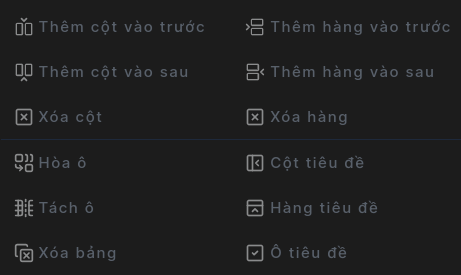 Thêm cột vào trước
Thêm hàng vào trước
Thêm cột vào sau
Thêm hàng vào sau
Xóa cột
Xóa hàng
Hòa ô
Cột tiêu đề
Tách ô
Hàng tiêu đề
Xóa bảng
Ô tiêu đề